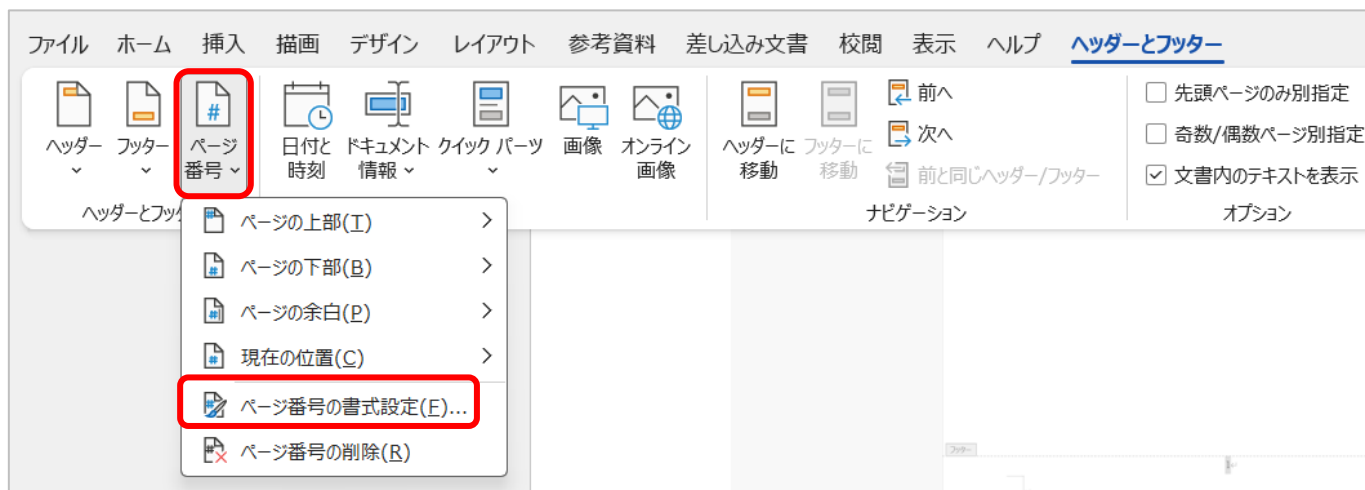 ファイル ホーム 挿入 描画 デザイン レイアウト 参考資料 差し込み文書 校閲 表示 ヘルプ ヘッダーとフッター
ヘッダー フッター ページ番号 日付と時刻 ドキュメント情報 クイック パーツ 画像 オンライン画像 ヘッダーに移動 フッターに移動
前へ
次へ
前と同じヘッダー/フッター
先頭ページのみ別指定
奇数/偶数ページ別指定
文書内のテキストを表示
ヘッダーとフッ
ナビゲーション
オプション
ページの上部(T)
ページの下部(B)
ページの余白(P)
現在の位置(C)
ページ番号の書式設定(F)...
ページ番号の削除(R)
フッター